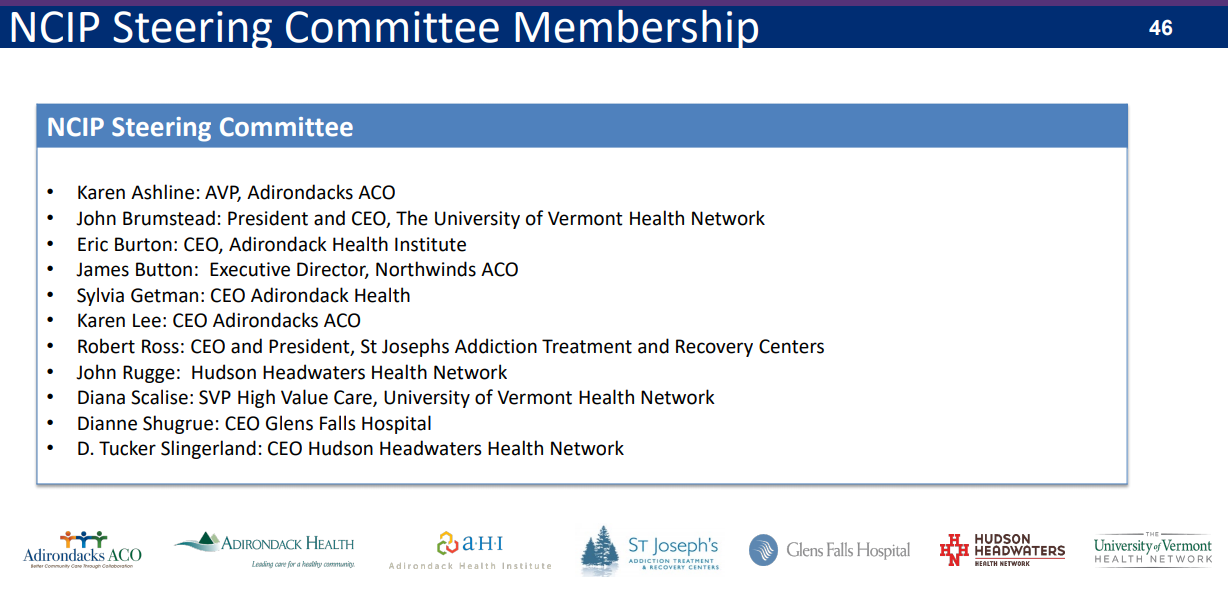 NCIP Steering Committee Membership
46
NCIP Steering Committee
• Karen Ashline: AVP, Adirondacks ACO
• John Brumstead: President and CEO, The University of Vermont Health Network
• Eric Burton: CEO, Adirondack Health Institute
• James Button:  Executive Director, Northwinds ACO
• Sylvia Getman: CEO Adirondack Health
• Karen Lee: CEO Adirondacks ACO
• Robert Ross: CEO and President, St Josephs Addiction Treatment and Recovery Centers
• John Rugge:  Hudson Headwaters Health Network
• Diana Scalise: SVP High Value Care, University of Vermont Health Network
• Dianne Shugrue: CEO Glens Falls Hospital
• D. Tucker Slingerland: CEO Hudson Headwaters Health Network
Adirondacks ACO
Better Community Care Through Collaboration
ADIRONDACK HEALTH
Leading care for a healthy community.
a·H·I
Adirondack Health Institute
ST JOSEPH'S
ADDICTION TREATMENT
& RECOVERY CENTERS
Glens Falls Hospital
HHHN
HUDSON
HEADWATERS
HEALTH NETWORK
THE
University of Vermont
HEALTH NETWORK